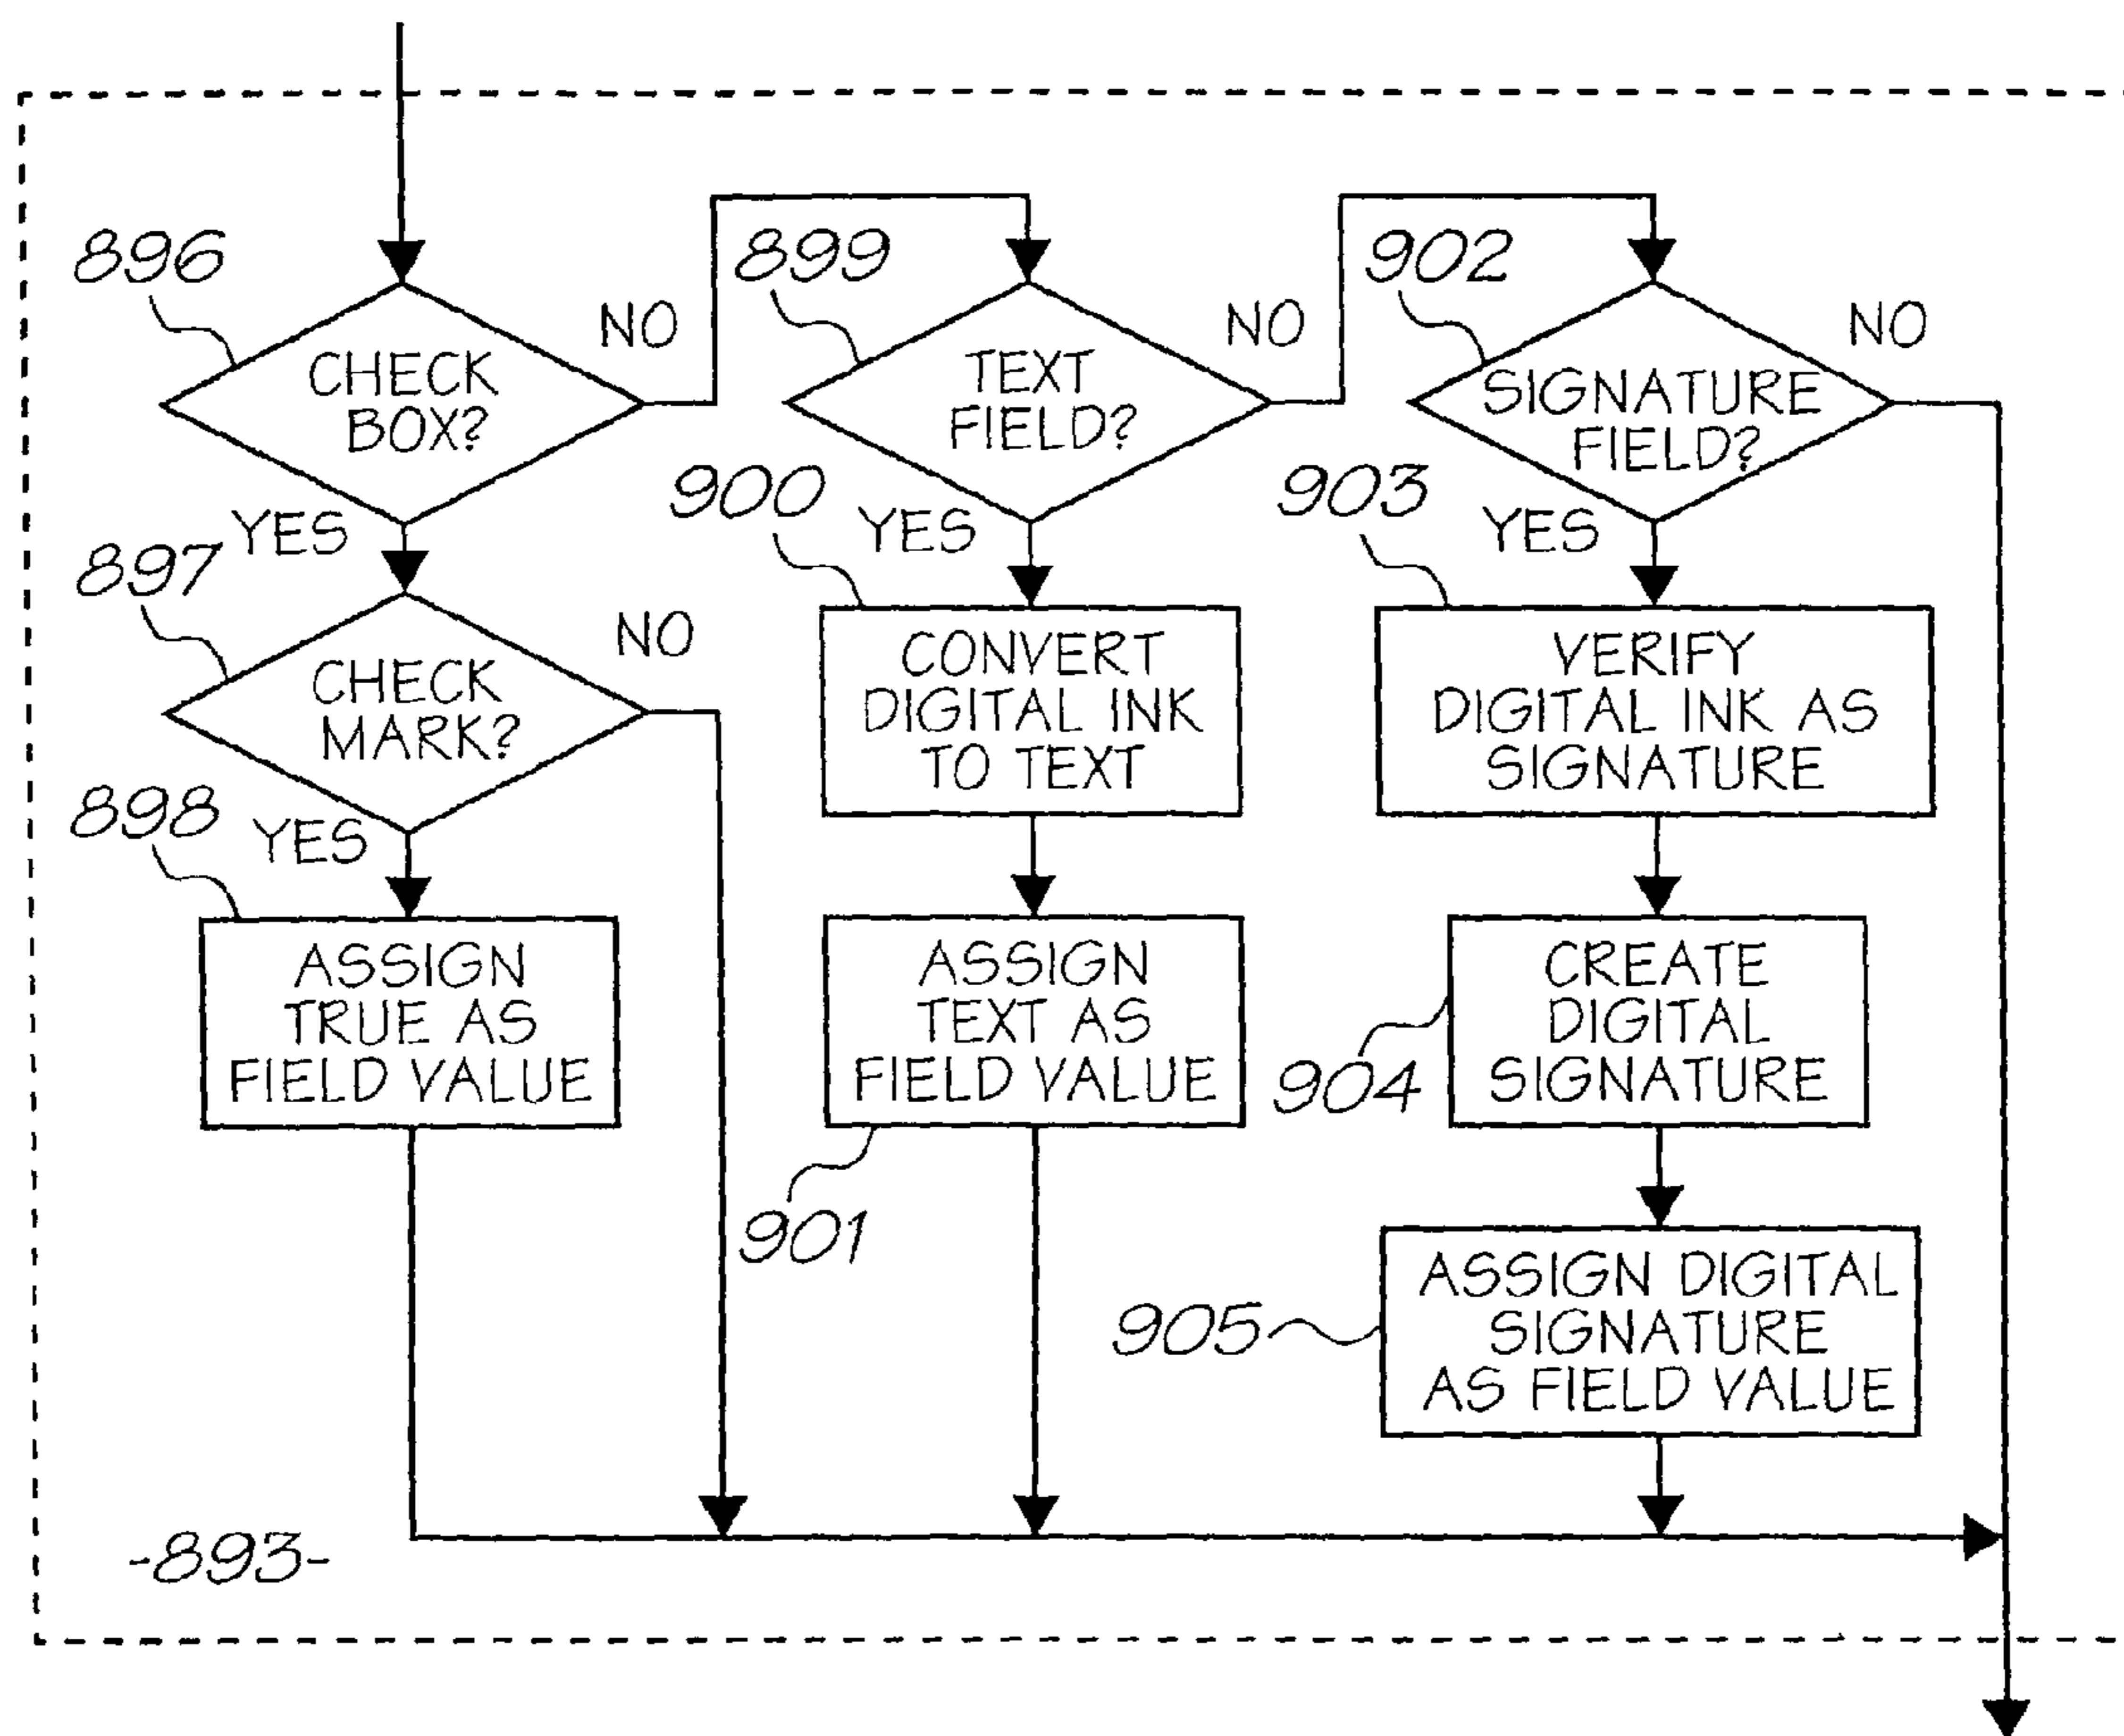 896
CHECK
BOX?
NO
YES
897
CHECK
MARK?
NO
YES
898
ASSIGN
TRUE AS
FIELD VALUE
899
TEXT
FIELD?
NO
YES
900
CONVERT
DIGITAL INK
TO TEXT
ASSIGN
TEXT AS
FIELD VALUE
901
902
SIGNATURE
FIELD?
NO
YES
903
VERIFY
DIGITAL INK AS
SIGNATURE
CREATE
DIGITAL
SIGNATURE
904
ASSIGN DIGITAL
SIGNATURE
AS FIELD VALUE
905
-893-